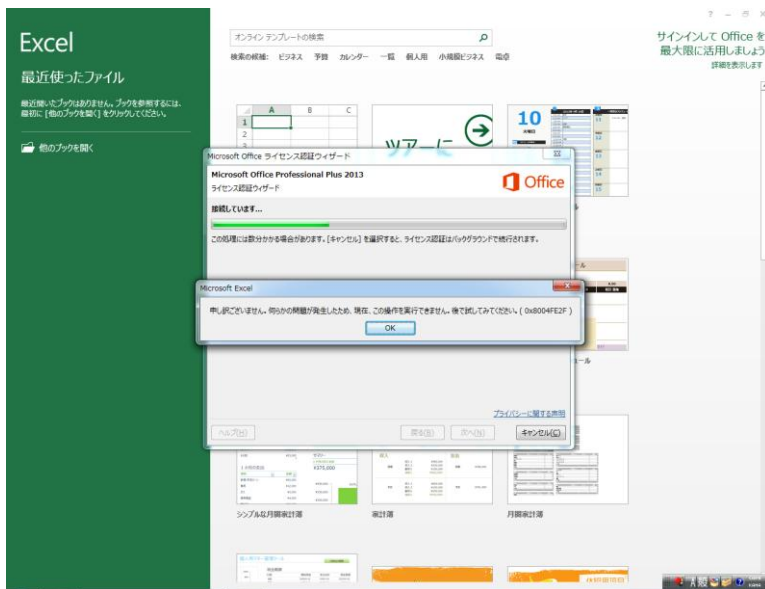 Excel
最近使ったファイル
最近開いたブックはありません。ブックを参照するには、
最初に [他のブックを開く] をクリックしてください。
他のブックを開く
オンライン テンプレートの検索
検索の候補: ビジネス 予算 カレンダー 一覧 個人用 小規模ビジネス 電卓
サインインして Office を
最大限に活用しましょう
詳細を表示します
A B C
1
2
3
ツアーに
10
11
12
13
14
Microsoft Office ライセンス認証ウィザード
Microsoft Office Professional Plus 2013
ライセンス認証ウィザード
Office
接続しています...
この処理には数分かかる場合があります。[キャンセル] を選択すると、ライセンス認証はバックグラウンドで続行されます。
Microsoft Excel
申し訳ございません。何らかの問題が発生したため、現在、この操作を実行できません。後で試してみてください。( 0x8004FE2F )
OK
プライバシーに関する声明
ヘルプ(H)
戻る(B)
次へ(N)
キャンセル(C)
¥375,000
シンプルな月間家計簿
家計簿
月間家計簿